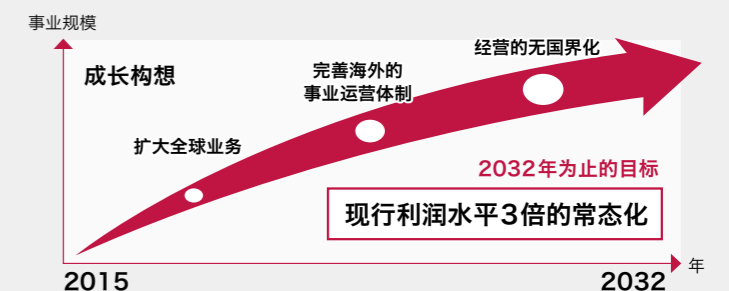 事业规模
成长构想
经营的无国界化
完善海外的
事业运营体制
扩大全球业务
2032年为止的目标
现行利润水平3倍的常态化
年
2015
2032